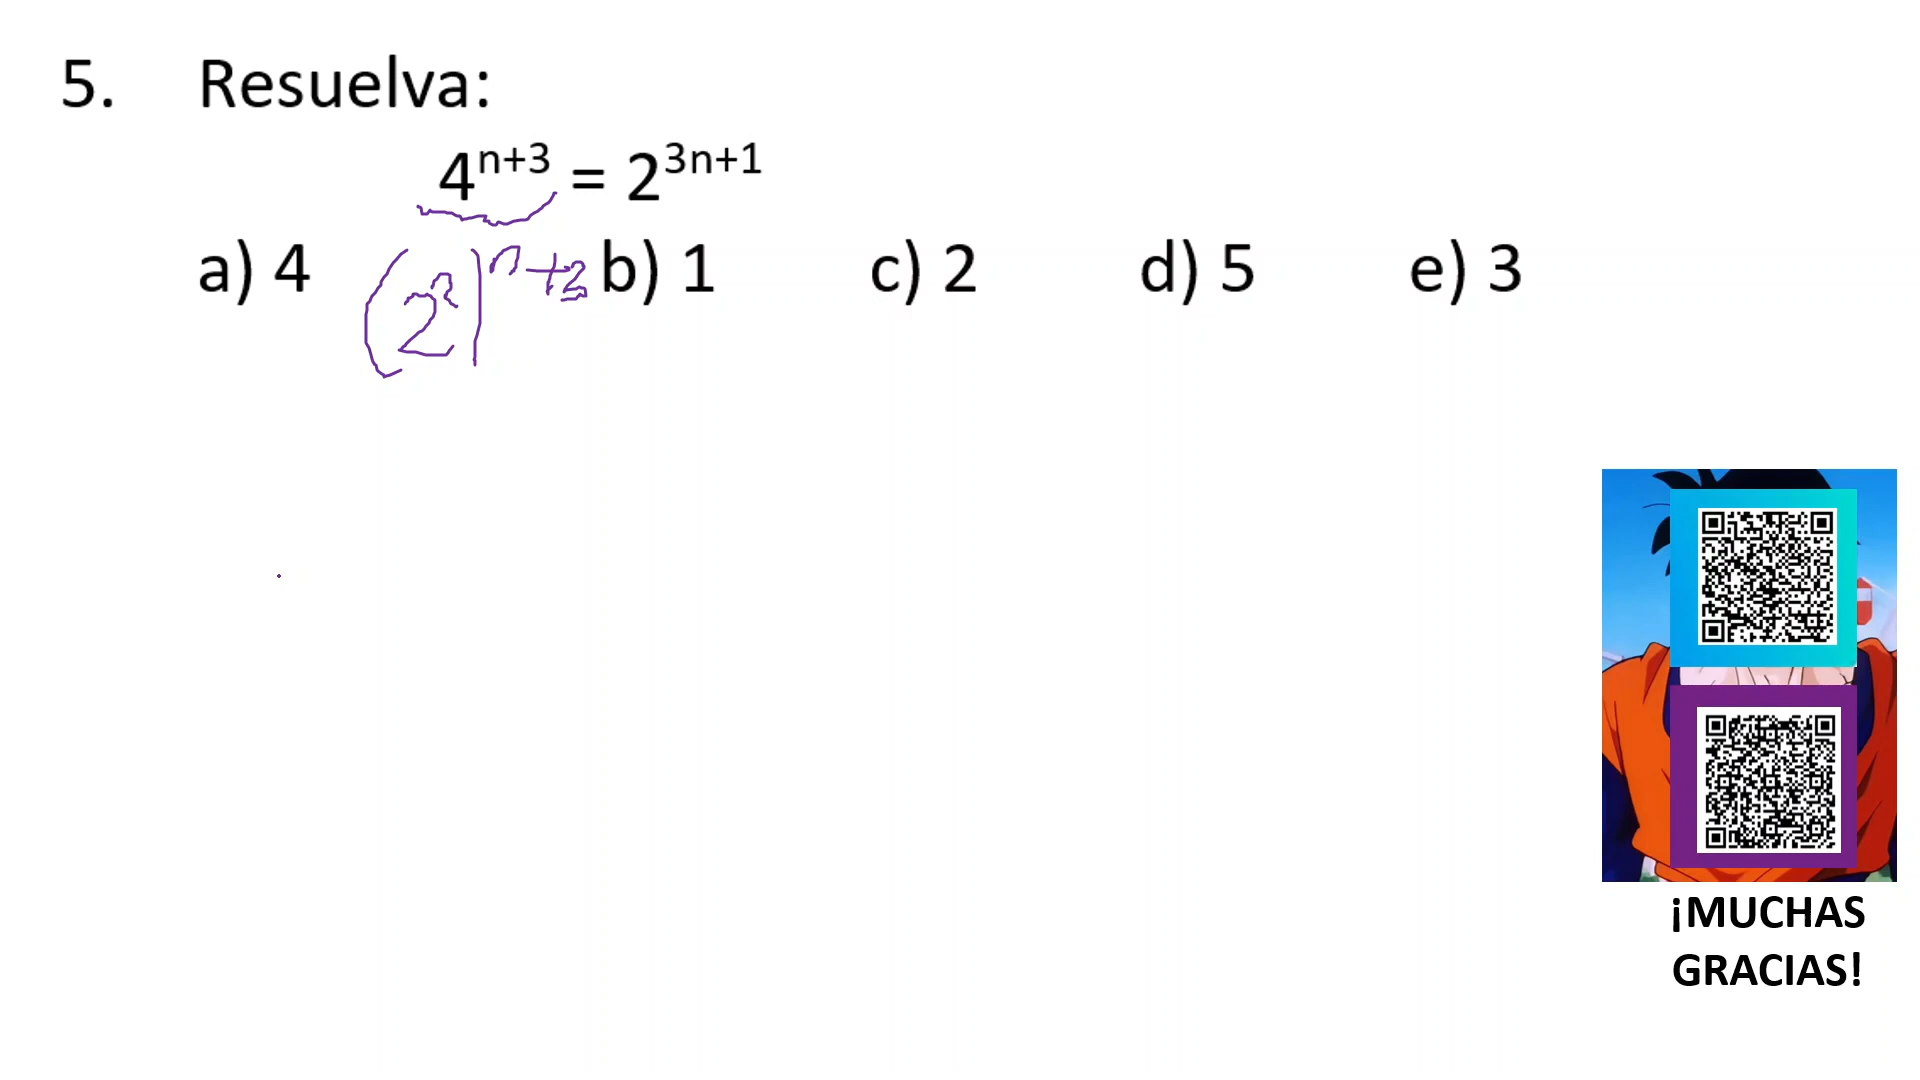 5. Resuelva:
4^{n+3} = 2^{3n+1}
a) 4 b) 1 c) 2 d) 5 e) 3
(2²)^{n+3}
¡MUCHAS
GRACIAS!